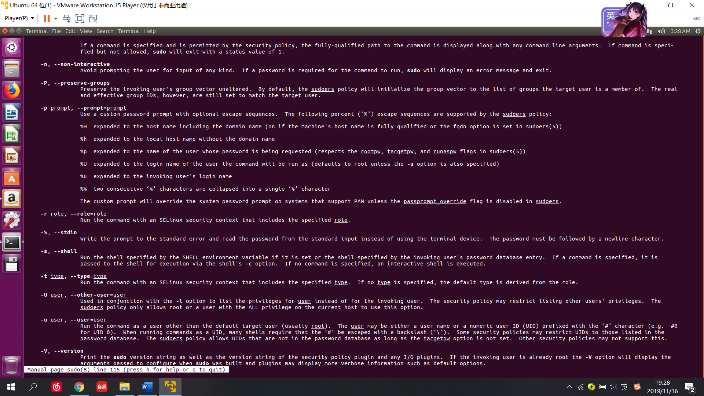 Ubuntu 64 位(1) - VMware Workstation 15 Player (仅用于非商业用途)
Player(P)
英
Terminal File Edit View Search Terminal Help
3:28 AM
If a command is specified and is permitted by the security policy, the fully-qualified path to the command is displayed along with any command line arguments. If command is speci-
fied but not allowed, sudo will exit with a status value of 1.
-n, --non-interactive
Avoid prompting the user for input of any kind. If a password is required for the command to run, sudo will display an error message and exit.
-P, --preserve-groups
Preserve the invoking user's group vector unaltered. By default, the sudoers policy will initialize the group vector to the list of groups the target user is a member of. The real
and effective group IDs, however, are still set to match the target user.
-p prompt, --prompt=prompt
Use a custom password prompt with optional escape sequences. The following percent (‘%’) escape sequences are supported by the sudoers policy:
%H expanded to the host name including the domain name (on if the machine's host name is fully qualified or the fqdn option is set in sudoers(5))
%h expanded to the local host name without the domain name
%p expanded to the name of the user whose password is being requested (respects the rootpw, targetpw, and runaspw flags in sudoers(5))
%U expanded to the login name of the user the command will be run as (defaults to root unless the -u option is also specified)
%u expanded to the invoking user's login name
%% two consecutive ‘%’ characters are collapsed into a single ‘%’ character
The custom prompt will override the system password prompt on systems that support PAM unless the passprompt_override flag is disabled in sudoers.
-r role, --role=role
Run the command with an SELinux security context that includes the specified role.
-S, --stdin
Write the prompt to the standard error and read the password from the standard input instead of using the terminal device. The password must be followed by a newline character.
-s, --shell
Run the shell specified by the SHELL environment variable if it is set or the shell specified by the invoking user's password database entry. If a command is specified, it is
passed to the shell for execution via the shell's -c option. If no command is specified, an interactive shell is executed.
-t type, --type=type
Run the command with an SELinux security context that includes the specified type. If no type is specified, the default type is derived from the role.
-U user, --other-user=user
Used in conjunction with the -l option to list the privileges for user instead of for the invoking user. The security policy may restrict listing other users' privileges. The
sudoers policy only allows root or a user with the ALL privilege on the current host to use this option.
-u user, --user=user
Run the command as a user other than the default target user (usually root). The user may be either a user name or a numeric user ID (UID) prefixed with the ‘#’ character (e.g. #0
for UID 0). When running commands as a UID, many shells require that the ‘#’ be escaped with a backslash (‘\’). Some security policies may restrict UIDs to those listed in the
password database. The sudoers policy allows UIDs that are not in the password database as long as the targetpw option is not set. Other security policies may not support this.
-V, --version
Print the sudo version string as well as the version string of the security policy plugin and any I/O plugins. If the invoking user is already root the -V option will display the
arguments passed to configure when sudo was built and plugins may display more verbose information such as default options.
Manual page sudo(8) line 115 (press h for help or q to quit)
19:28
2019/11/16